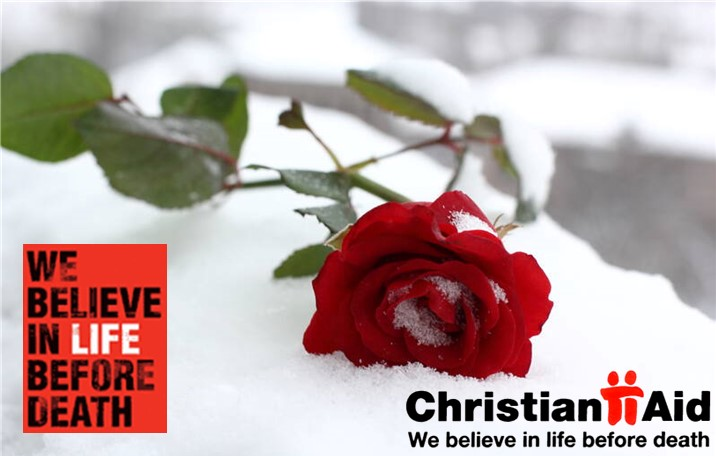 WE
BELIEVE
IN LIFE
BEFORE
DEATH
Christian Aid
We believe in life before death